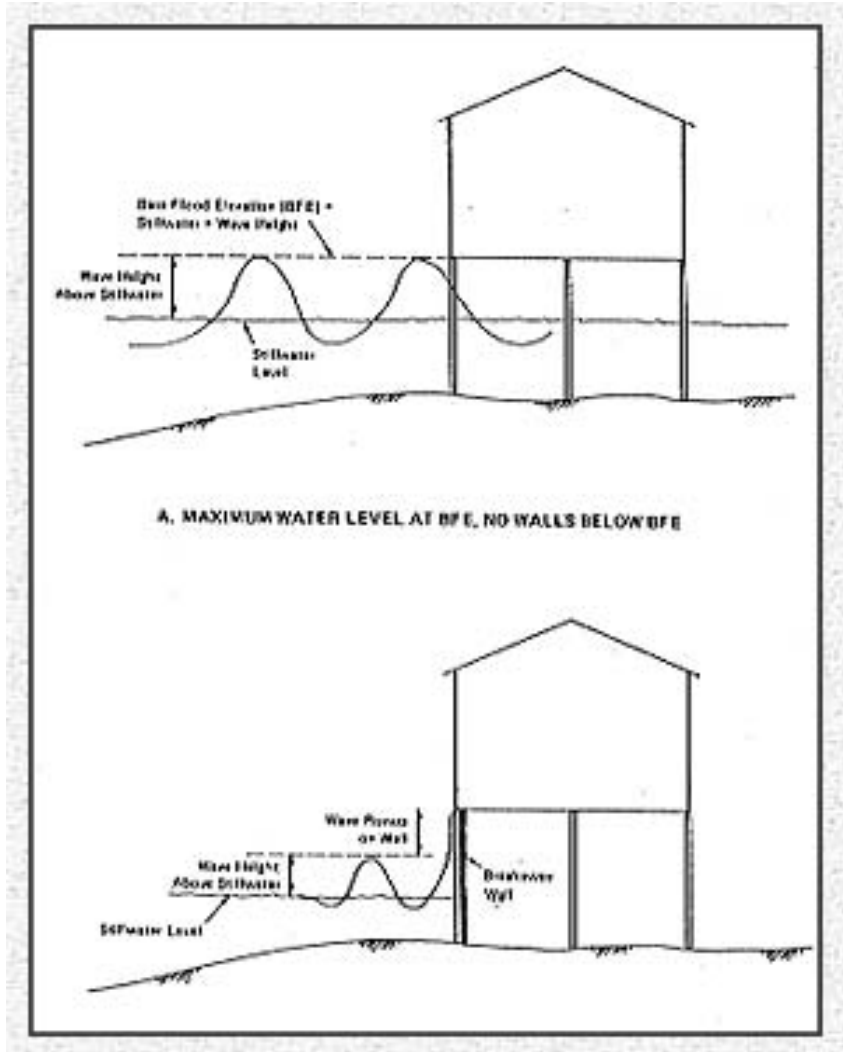 Base Flood Elevation (BFE) =
Stillwater + Wave Height
Wave Height
Above Stillwater
Stillwater
Level
A. MAXIMUM WATER LEVEL AT BFE, NO WALLS BELOW BFE
Wave Runup
on Wall
Wave Height
Above Stillwater
Breakaway
Wall
Stillwater Level